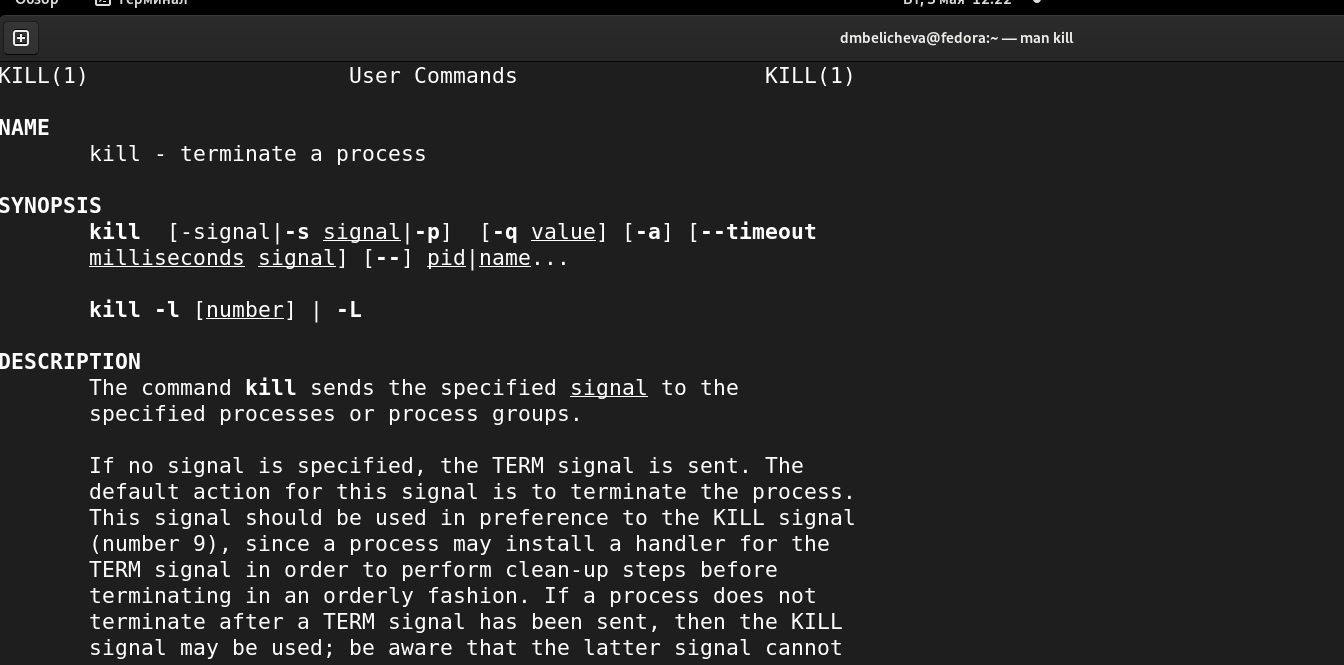 Обзор Терминал Вт, 3 мая 12:22
dmbelicheva@fedora:~ — man kill
KILL(1) User Commands KILL(1)
NAME
kill - terminate a process
SYNOPSIS
kill [-signal|-s signal|-p] [-q value] [-a] [--timeout
milliseconds signal] [--] pid|name...
kill -l [number] | -L
DESCRIPTION
The command kill sends the specified signal to the
specified processes or process groups.
If no signal is specified, the TERM signal is sent. The
default action for this signal is to terminate the process.
This signal should be used in preference to the KILL signal
(number 9), since a process may install a handler for the
TERM signal in order to perform clean-up steps before
terminating in an orderly fashion. If a process does not
terminate after a TERM signal has been sent, then the KILL
signal may be used; be aware that the latter signal cannot